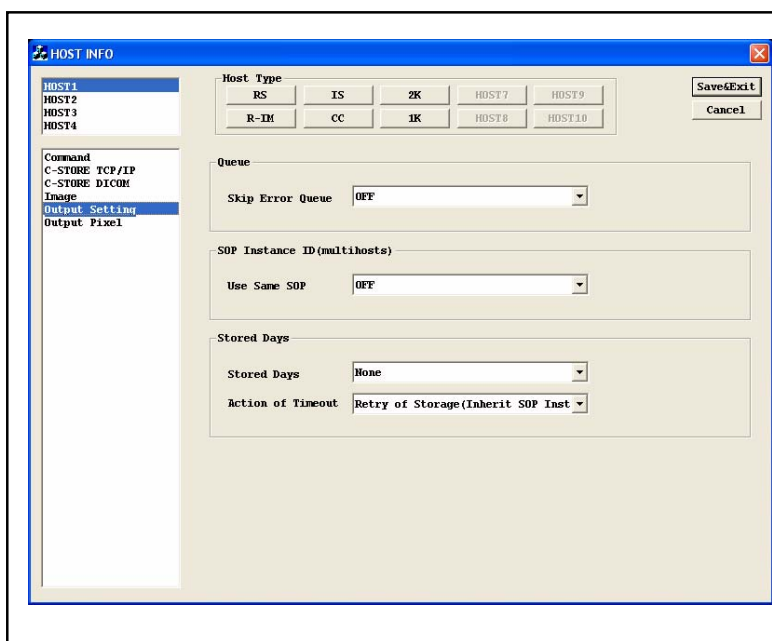 HOST INFO
HOST1
HOST2
HOST3
HOST4
Command
C-STORE TCP/IP
C-STORE DICOM
Image
Output Setting
Output Pixel
Host Type
RS IS 2K HOST7 HOST9
R-IM CC 1K HOST8 HOST10
Save&Exit
Cancel
Queue
Skip Error Queue OFF
SOP Instance ID(multihosts)
Use Same SOP OFF
Stored Days
Stored Days None
Action of Timeout Retry of Storage(Inherit SOP Inst